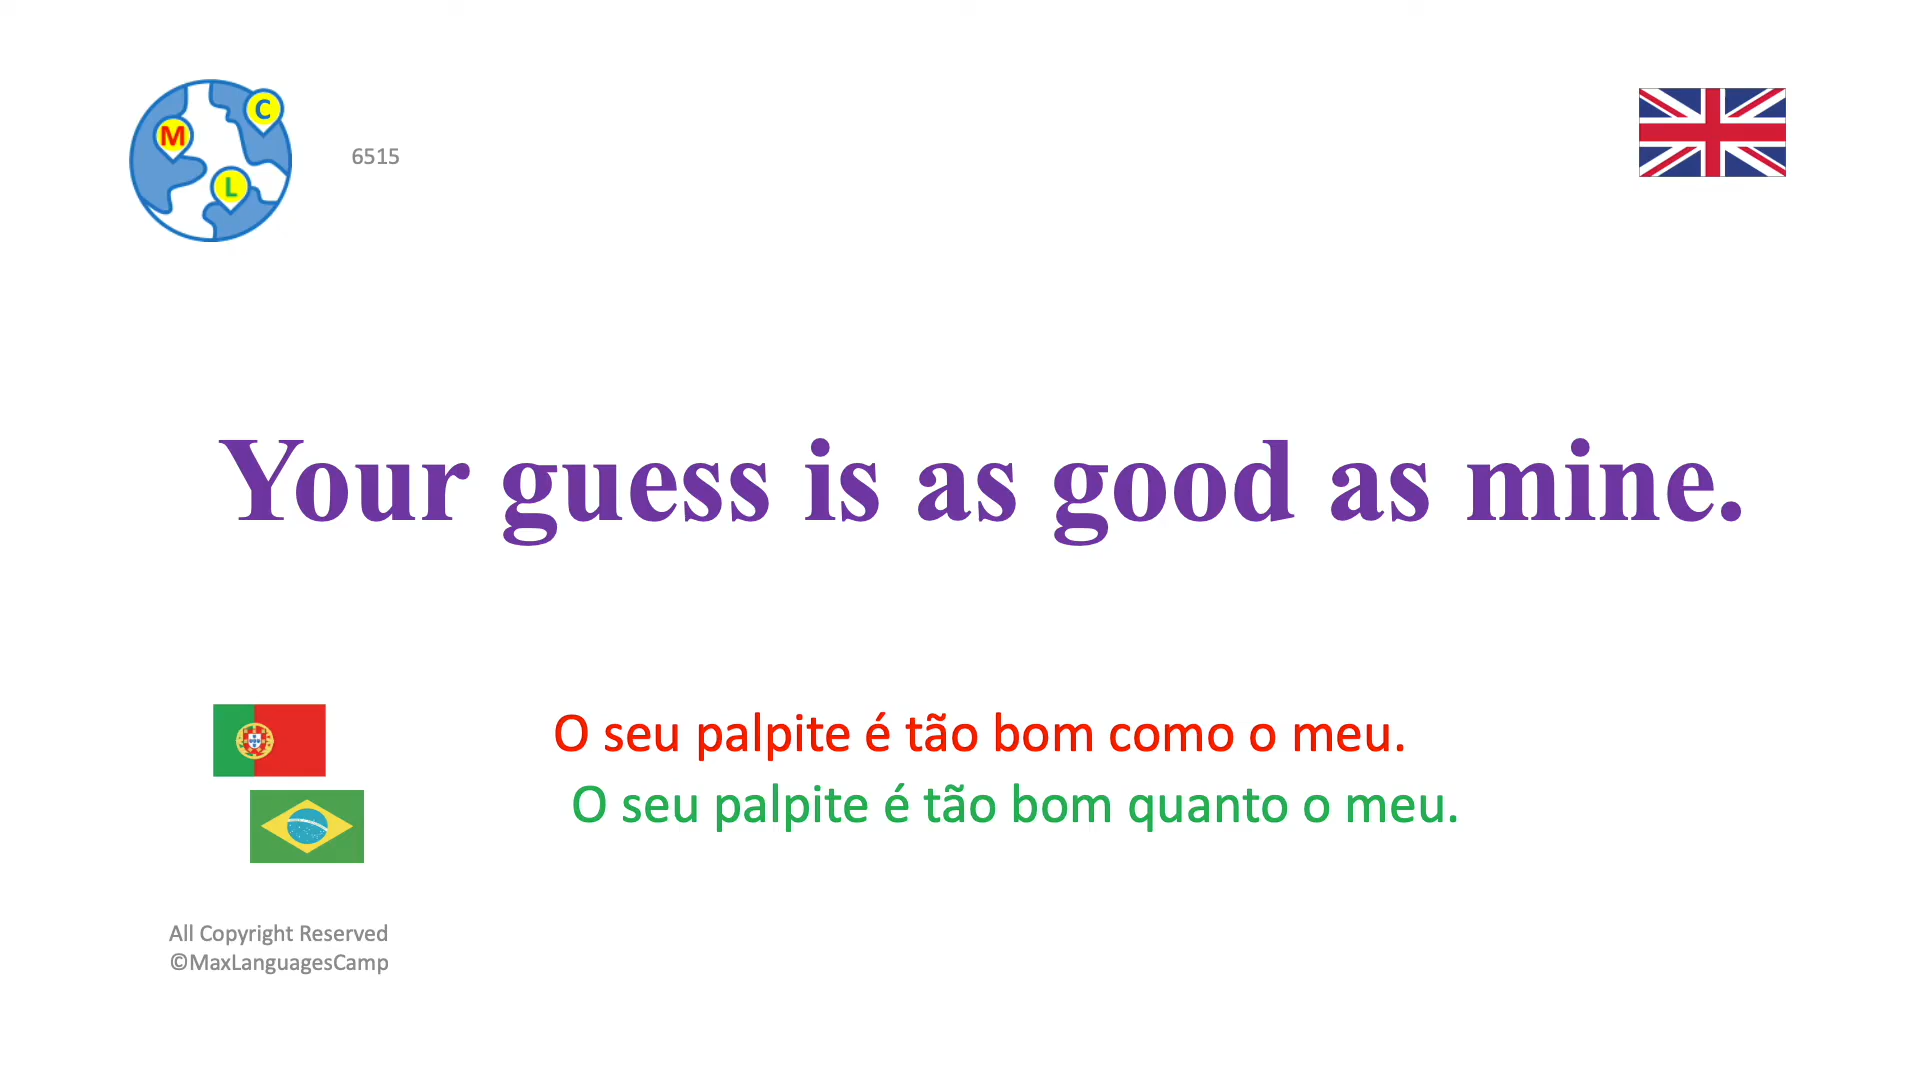 C
M
L
6515
Your guess is as good as mine.
O seu palpite é tão bom como o meu.
O seu palpite é tão bom quanto o meu.
All Copyright Reserved
©MaxLanguagesCamp